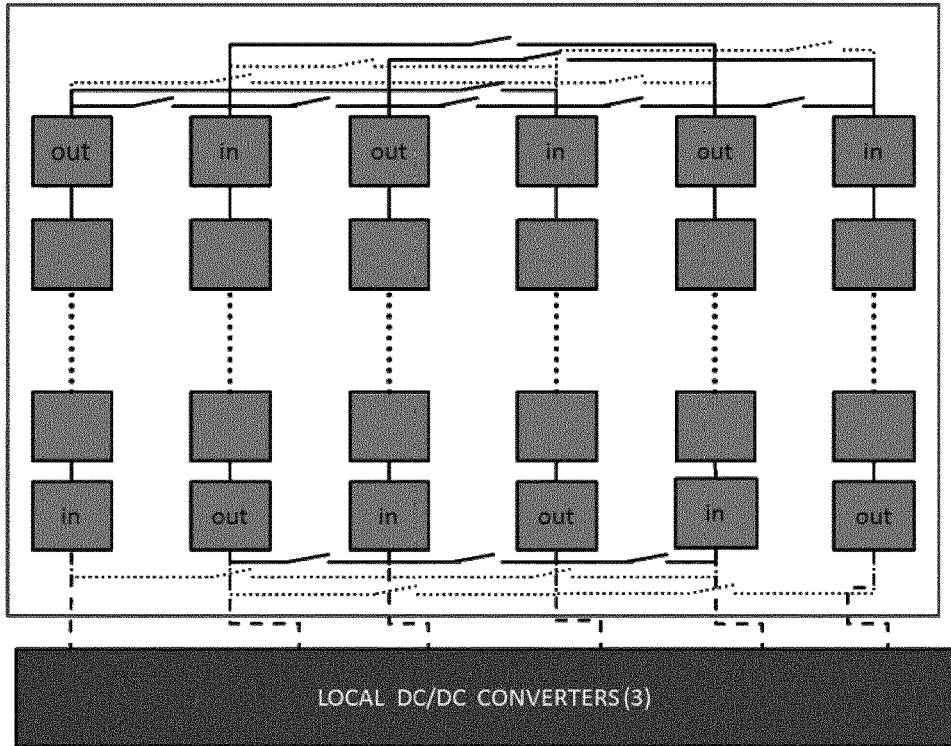 out in out in out in
in out in out in out
LOCAL DC/DC CONVERTERS (3)